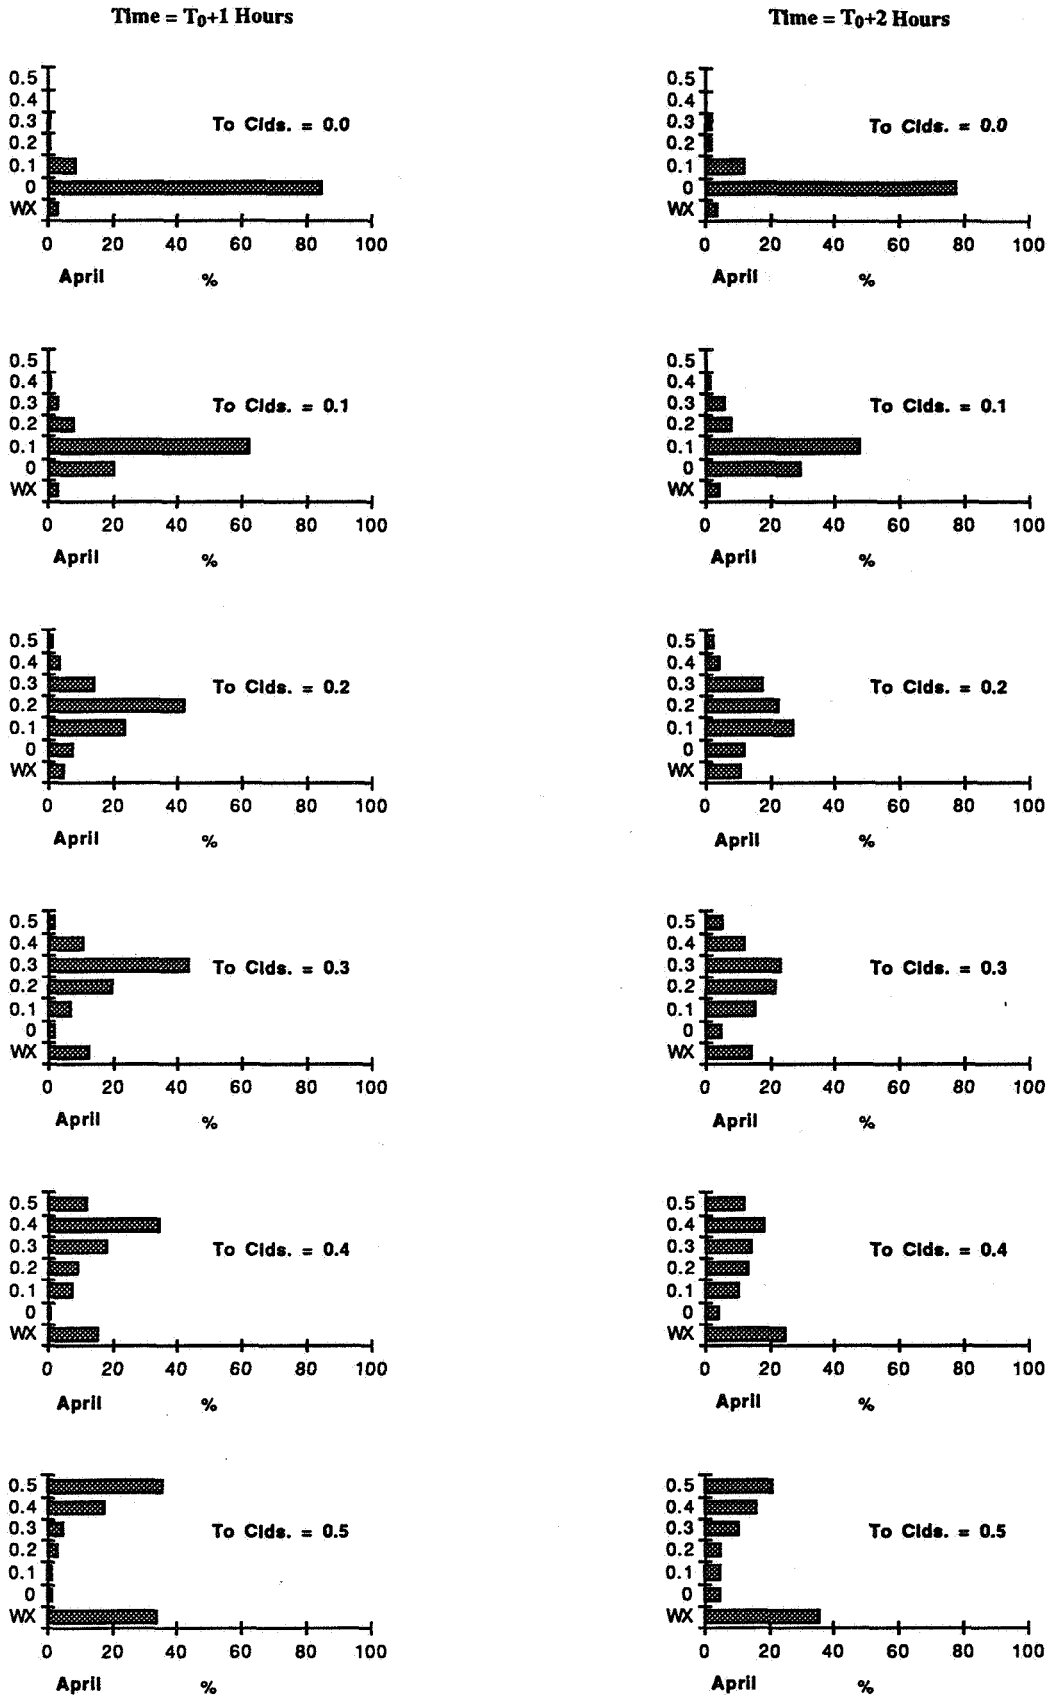 Time = T0+1 Hours
0.5
0.4
0.3
0.2
0.1
0
WX
To Clds. = 0.0
0 20 40 60 80 100
April %
0.5
0.4
0.3
0.2
0.1
0
WX
To Clds. = 0.1
0 20 40 60 80 100
April %
0.5
0.4
0.3
0.2
0.1
0
WX
To Clds. = 0.2
0 20 40 60 80 100
April %
0.5
0.4
0.3
0.2
0.1
0
WX
To Clds. = 0.3
0 20 40 60 80 100
April %
0.5
0.4
0.3
0.2
0.1
0
WX
To Clds. = 0.4
0 20 40 60 80 100
April %
0.5
0.4
0.3
0.2
0.1
0
WX
To Clds. = 0.5
0 20 40 60 80 100
April %
Time = T0+2 Hours
0.5
0.4
0.3
0.2
0.1
0
WX
To Clds. = 0.0
0 20 40 60 80 100
April %
0.5
0.4
0.3
0.2
0.1
0
WX
To Clds. = 0.1
0 20 40 60 80 100
April %
0.5
0.4
0.3
0.2
0.1
0
WX
To Clds. = 0.2
0 20 40 60 80 100
April %
0.5
0.4
0.3
0.2
0.1
0
WX
To Clds. = 0.3
0 20 40 60 80 100
April %
0.5
0.4
0.3
0.2
0.1
0
WX
To Clds. = 0.4
0 20 40 60 80 100
April %
0.5
0.4
0.3
0.2
0.1
0
WX
To Clds. = 0.5
0 20 40 60 80 100
April %